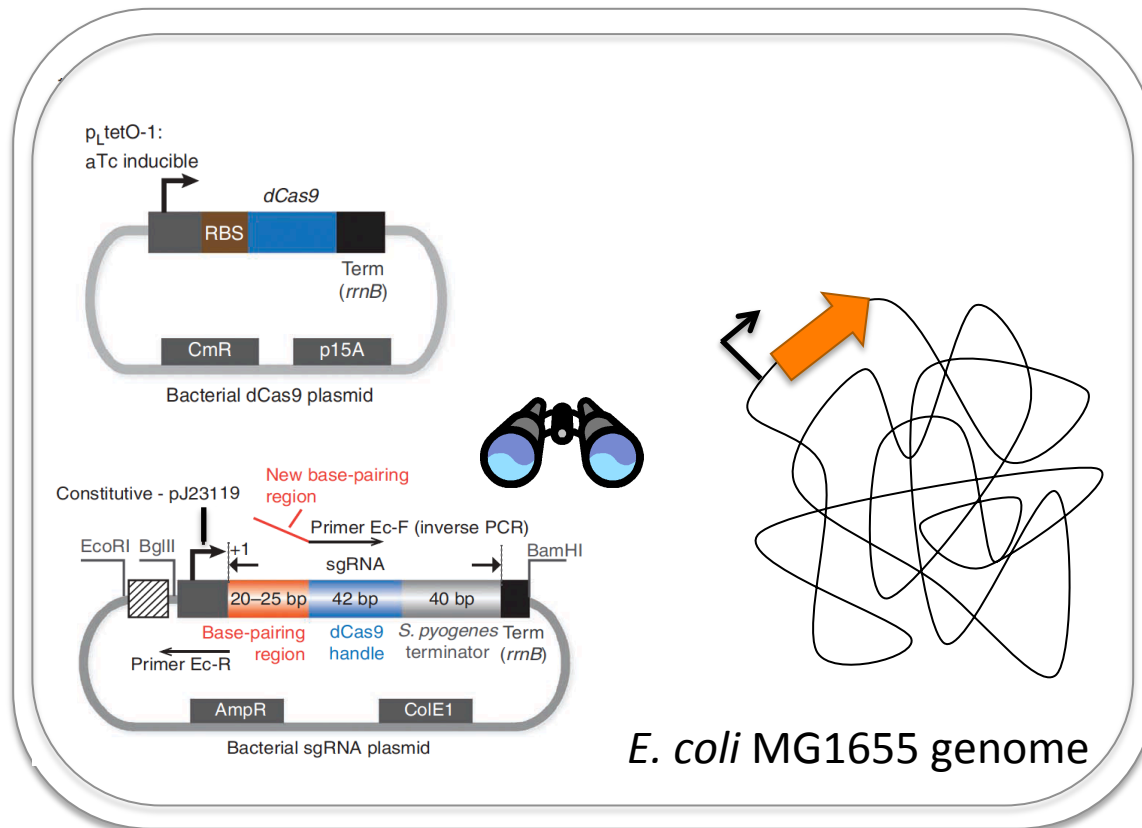 pLtetO-1:
aTc inducible
dCas9
RBS
Term
(rrnB)
CmR
p15A
Bacterial dCas9 plasmid
New base-pairing
region
Constitutive - pJ23119
Primer Ec-F (inverse PCR)
EcoRI
BglII
+1
sgRNA
BamHI
20–25 bp
42 bp
40 bp
Base-pairing
region
dCas9
handle
S. pyogenes
terminator
Term
(rrnB)
Primer Ec-R
AmpR
ColE1
Bacterial sgRNA plasmid
E. coli MG1655 genome